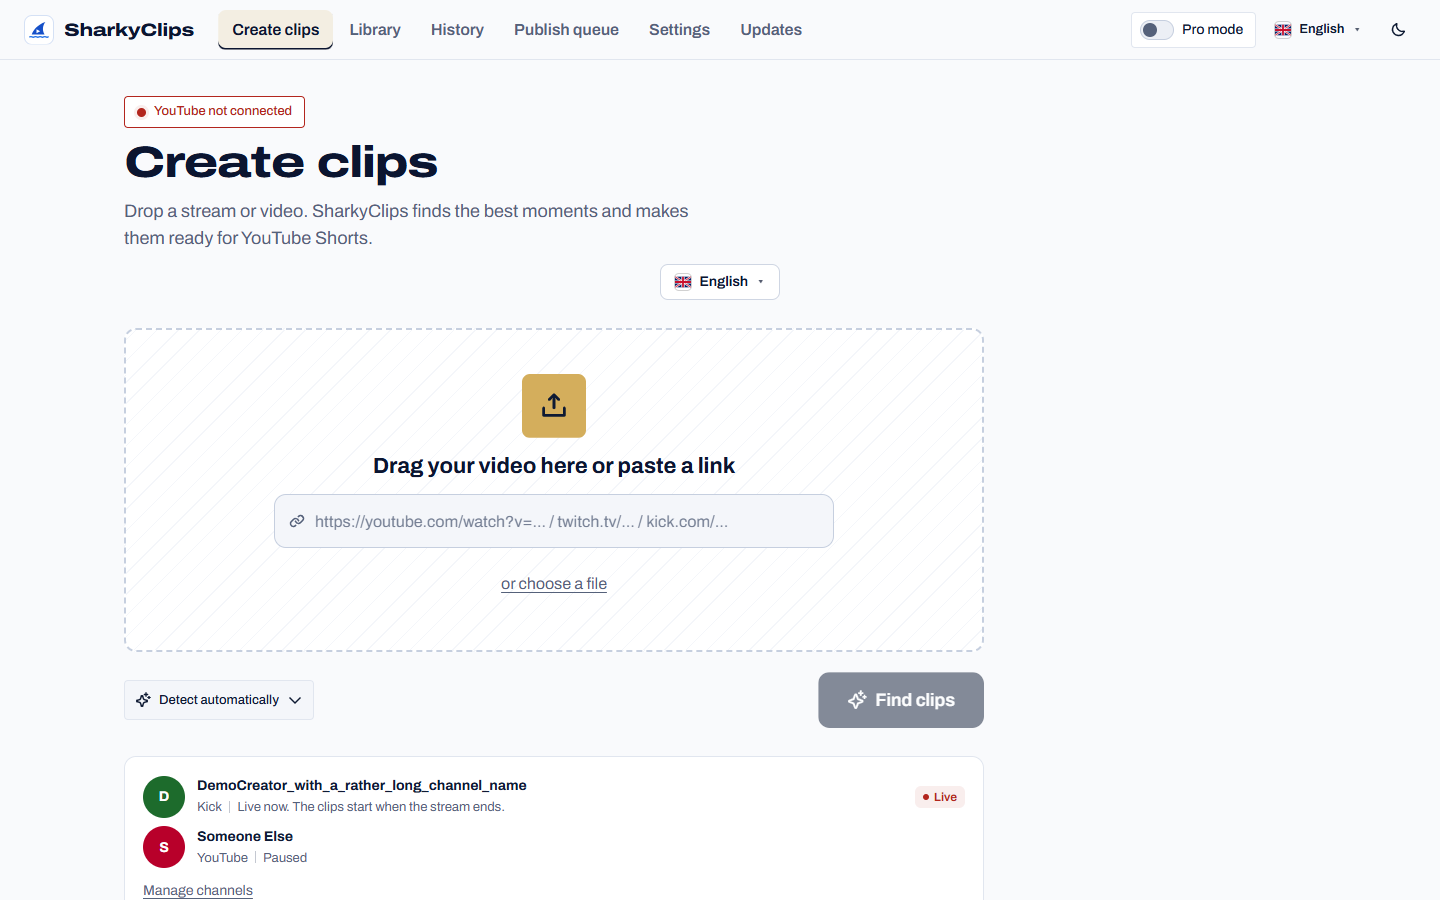 SharkyClips
Create clips
Library
History
Publish queue
Settings
Updates
Pro mode
English
YouTube not connected
Create clips
Drop a stream or video. SharkyClips finds the best moments and makes
them ready for YouTube Shorts.
English
Drag your video here or paste a link
https://youtube.com/watch?v=... / twitch.tv/... / kick.com/...
or choose a file
Detect automatically
Find clips
D
DemoCreator_with_a_rather_long_channel_name
Kick | Live now. The clips start when the stream ends.
Live
S
Someone Else
YouTube | Paused
Manage channels